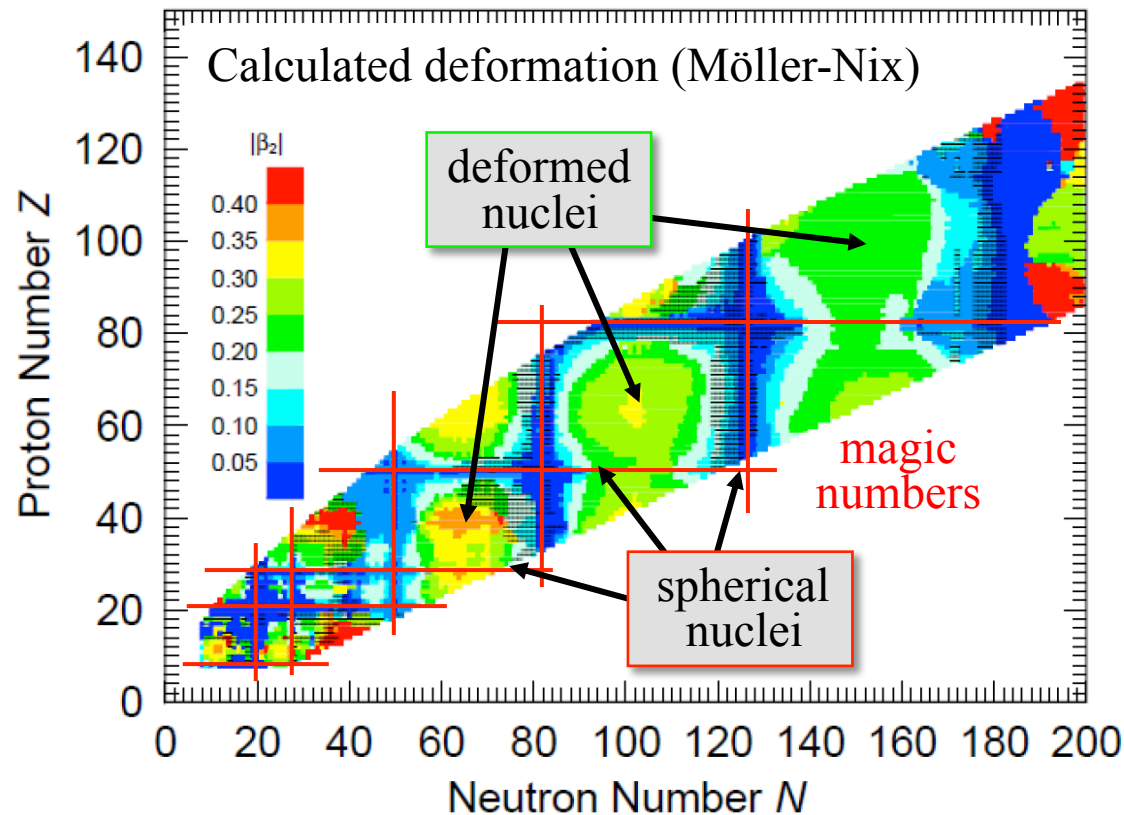 Calculated deformation (Möller-Nix)
|β₂|
0.40
0.35
0.30
0.25
0.20
0.15
0.10
0.05
deformed
nuclei
magic
numbers
spherical
nuclei
Proton Number Z
140
120
100
80
60
40
20
0
0 20 40 60 80 100 120 140 160 180 200
Neutron Number N